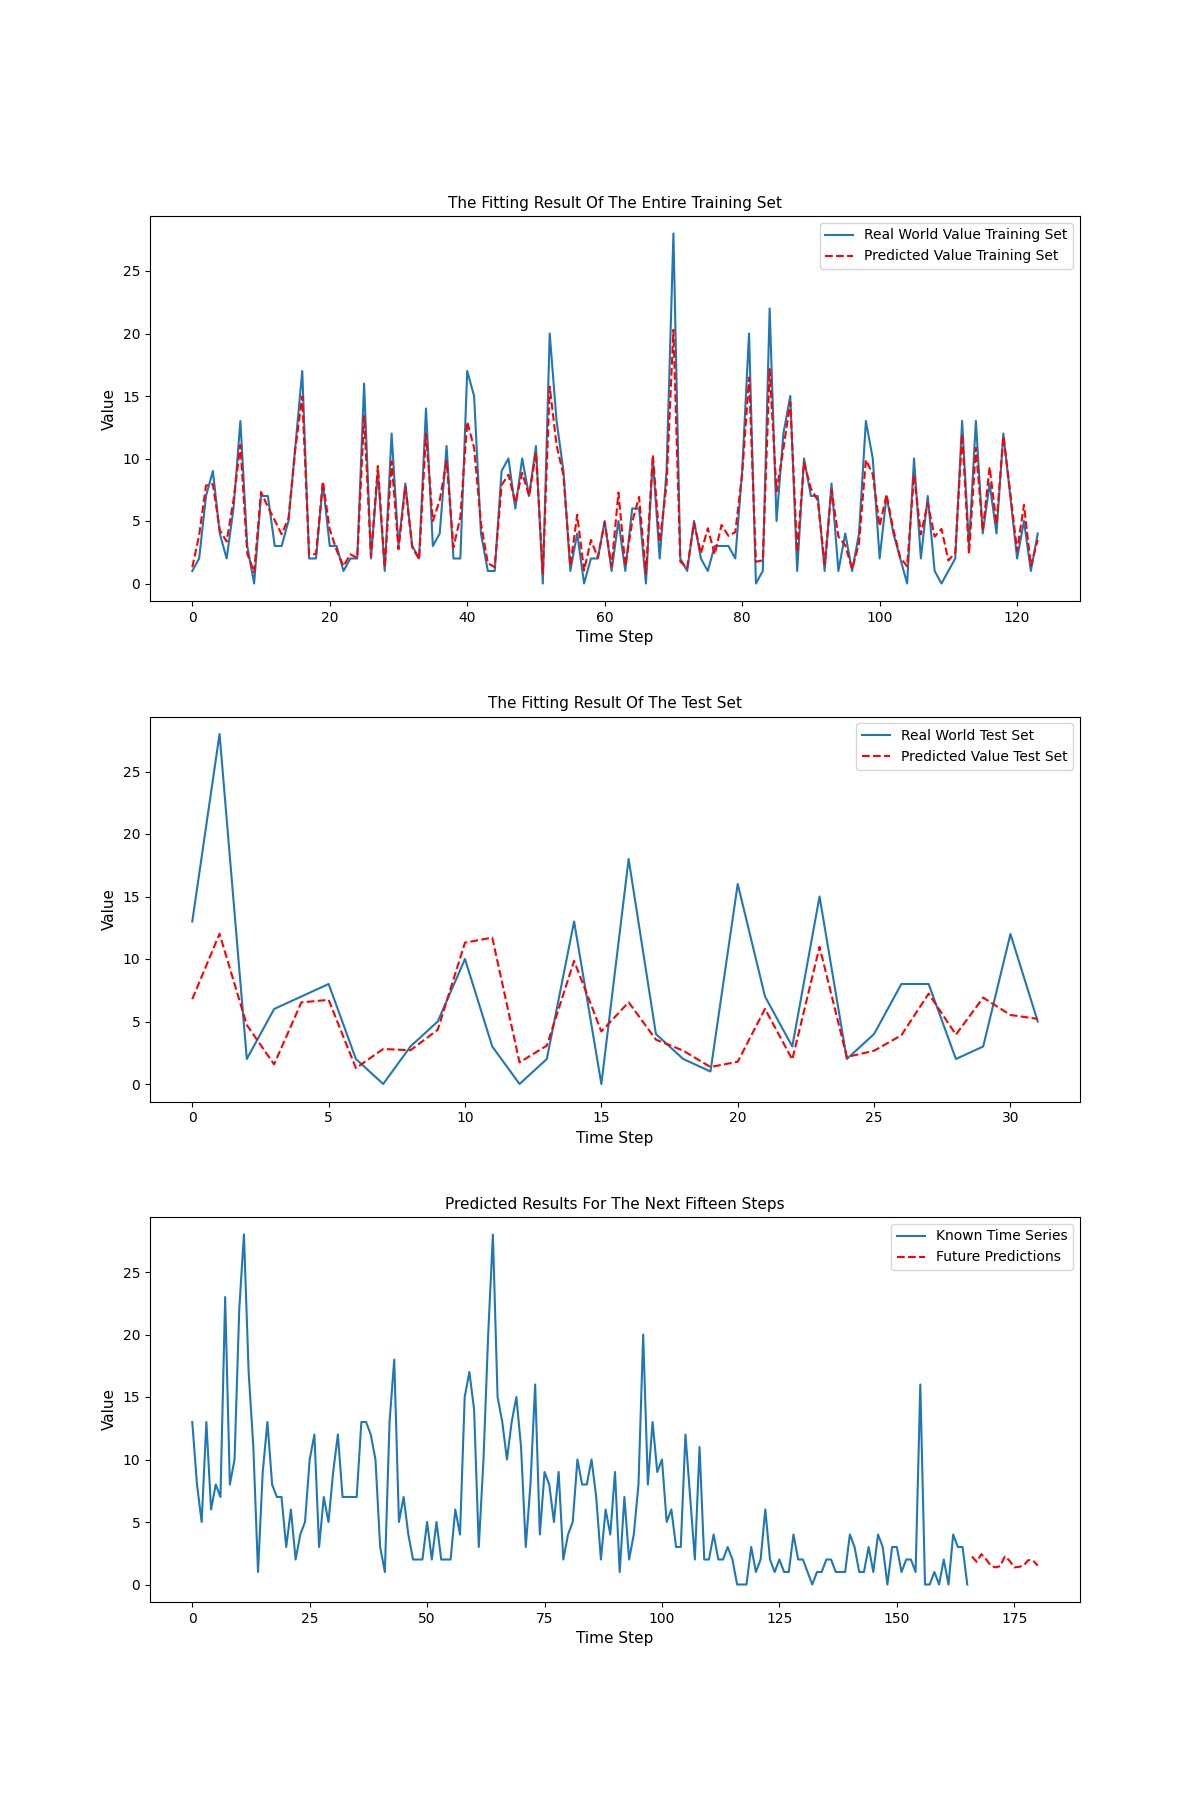 The Fitting Result Of The Entire Training Set
Real World Value Training Set
Predicted Value Training Set
Value
25
20
15
10
5
0
0 20 40 60 80 100 120
Time Step
The Fitting Result Of The Test Set
Real World Test Set
Predicted Value Test Set
Value
25
20
15
10
5
0
0 5 10 15 20 25 30
Time Step
Predicted Results For The Next Fifteen Steps
Known Time Series
Future Predictions
Value
25
20
15
10
5
0
0 25 50 75 100 125 150 175
Time Step